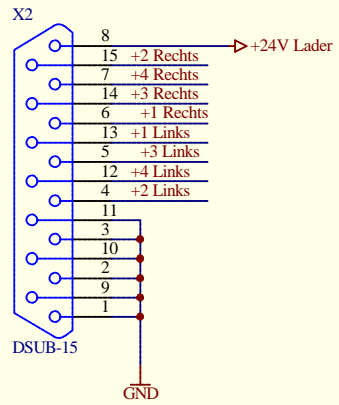 X2
8 +24V Lader
15 +2 Rechts
7 +4 Rechts
14 +3 Rechts
6 +1 Rechts
13 +1 Links
5 +3 Links
12 +4 Links
4 +2 Links
11
3
10
2
9
1
DSUB-15
GND